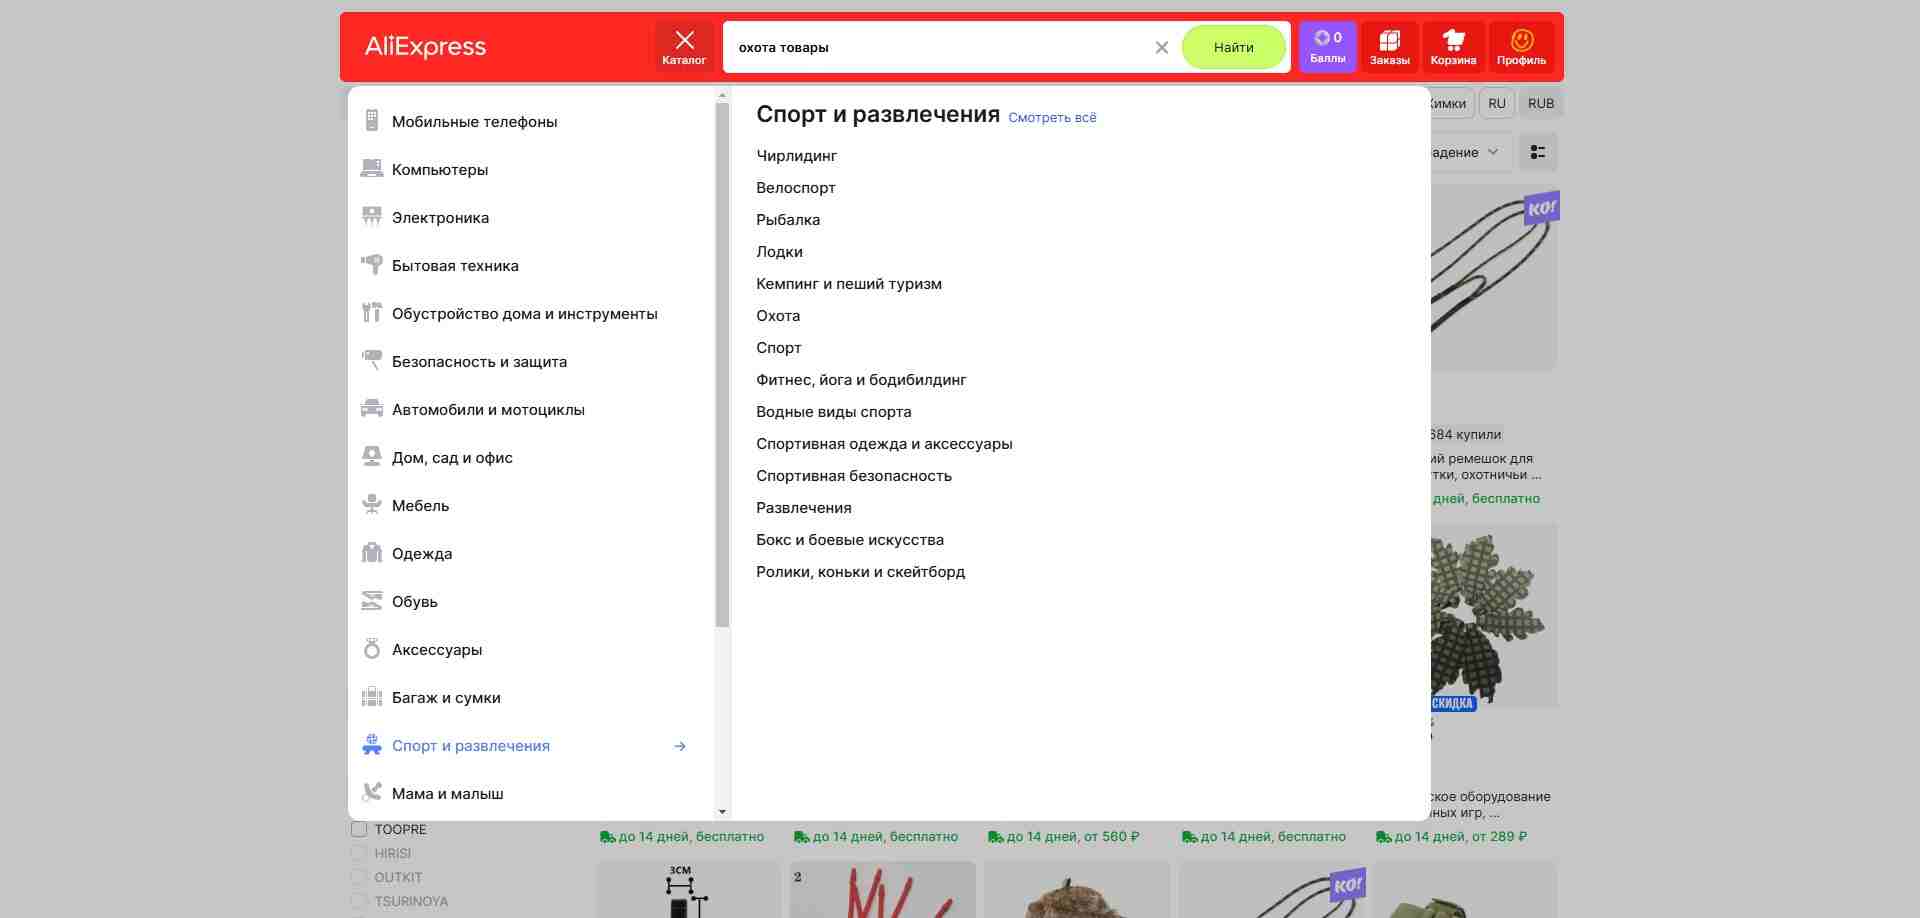 AliExpress
Каталог
охота товары
Найти
0
Баллы
Заказы
Корзина
Профиль
RU
RUB
Мобильные телефоны
Компьютеры
Электроника
Бытовая техника
Обустройство дома и инструменты
Безопасность и защита
Автомобили и мотоциклы
Дом, сад и офис
Мебель
Одежда
Обувь
Аксессуары
Багаж и сумки
Спорт и развлечения
Мама и малыш
Спорт и развлечения Смотреть всё
Чирлидинг
Велоспорт
Рыбалка
Лодки
Кемпинг и пеший туризм
Охота
Спорт
Фитнес, йога и бодибилдинг
Водные виды спорта
Спортивная одежда и аксессуары
Спортивная безопасность
Развлечения
Бокс и боевые искусства
Ролики, коньки и скейтборд
684 купили
ий ремешок для
тки, охотничьи ...
дней, бесплатно
СКИДКА
ское оборудование
ных игр, ...
TOOPRE
HIRISI
OUTKIT
TSURINOYA
до 14 дней, бесплатно
до 14 дней, бесплатно
до 14 дней, от 560 ₽
до 14 дней, бесплатно
до 14 дней, от 289 ₽
3CM
2